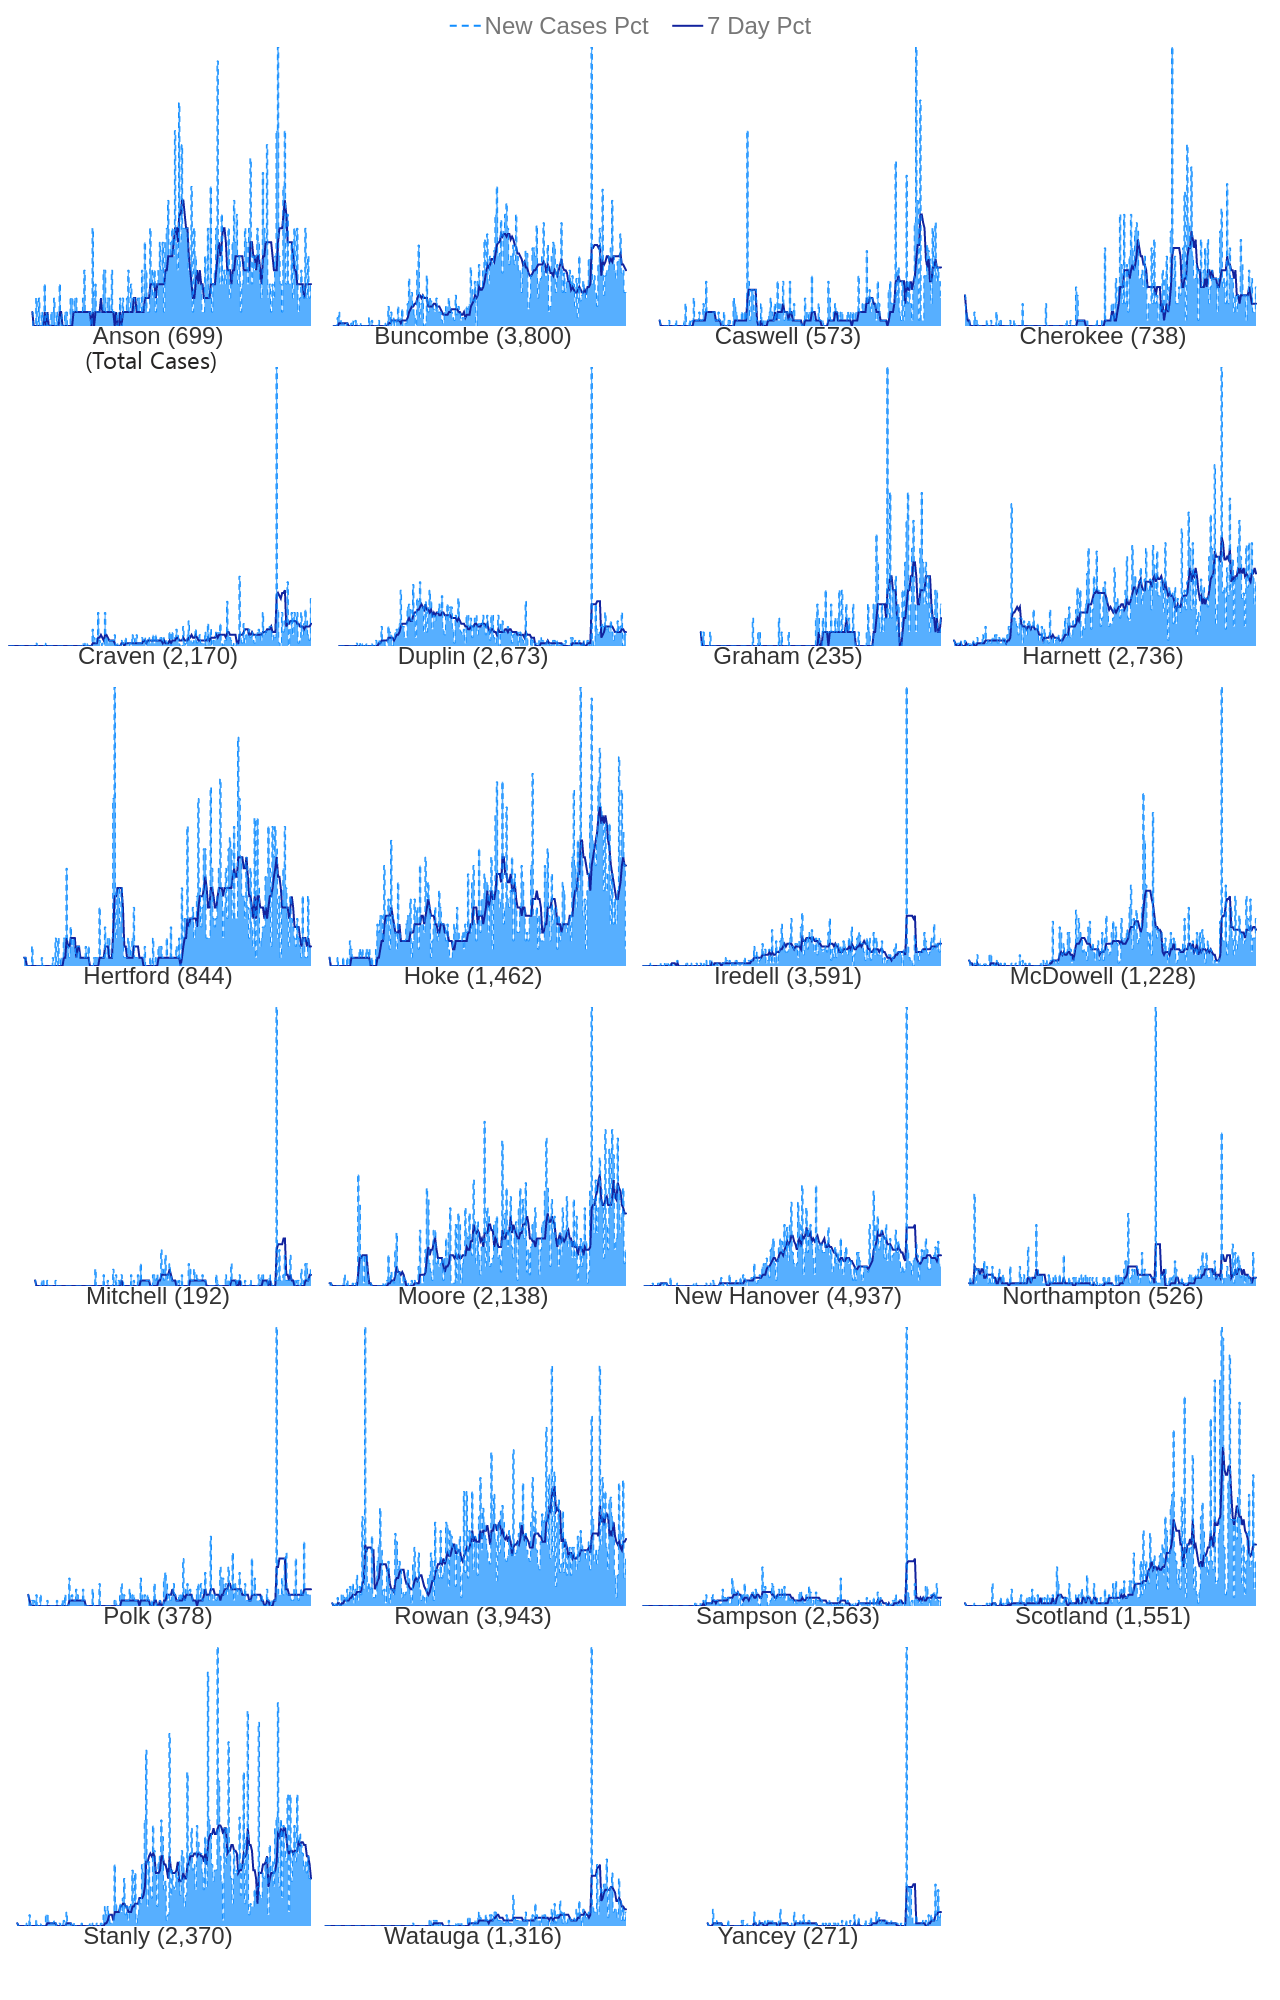 New Cases Pct 7 Day Pct
Anson (699) Buncombe (3,800) Caswell (573) Cherokee (738)
(Total Cases)
Craven (2,170) Duplin (2,673) Graham (235) Harnett (2,736)
Hertford (844) Hoke (1,462) Iredell (3,591) McDowell (1,228)
Mitchell (192) Moore (2,138) New Hanover (4,937) Northampton (526)
Polk (378) Rowan (3,943) Sampson (2,563) Scotland (1,551)
Stanly (2,370) Watauga (1,316) Yancey (271)